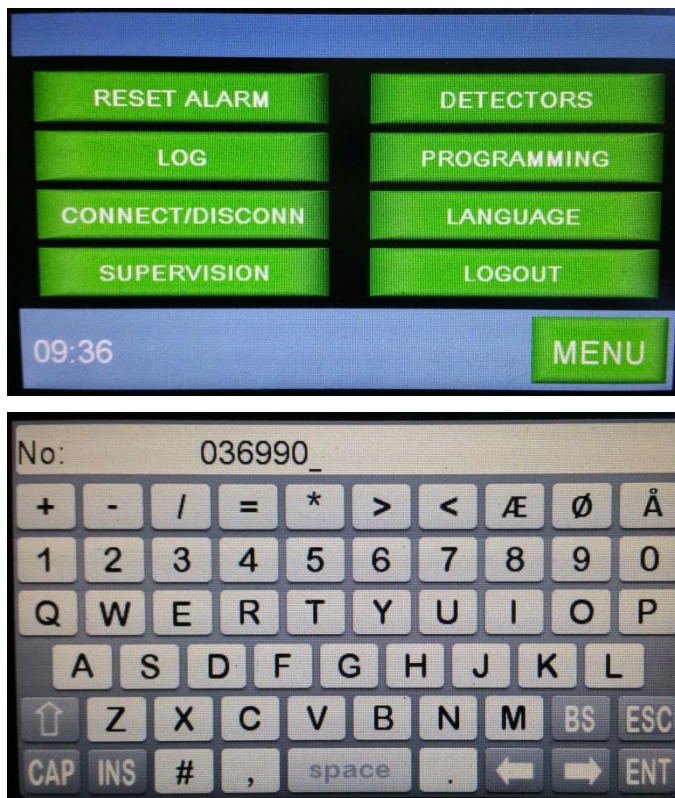 RESET ALARM DETECTORS
LOG PROGRAMMING
CONNECT/DISCONN LANGUAGE
SUPERVISION LOGOUT
09:36 MENU
No: 036990_
+ - / = * > < Æ Ø Å
1 2 3 4 5 6 7 8 9 0
Q W E R T Y U I O P
A S D F G H J K L
Z X C V B N M BS ESC
CAP INS # , space . ENT